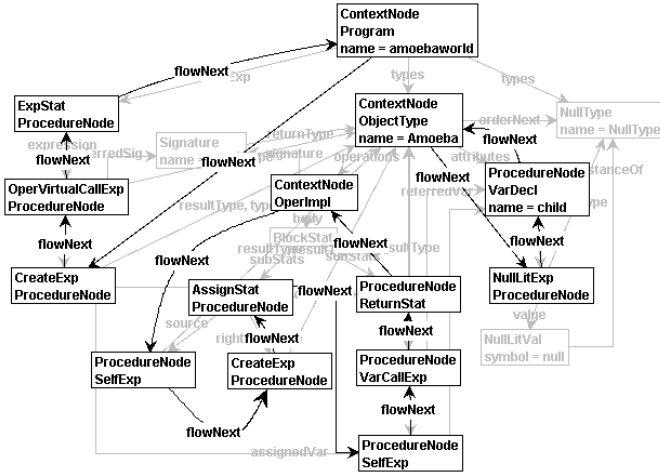 ContextNode
Program
name = amoebaworld
flowNext
types
types
ExpStat
ProcedureNode
ContextNode
ObjectType
name = Amoeba
orderNext
NullType
name = NullType
expression
flowNext
Signature
name
returnType
flowNext
signature
operations
attributes
flowNext
OperVirtualCallExp
ProcedureNode
ContextNode
OperImpl
ProcedureNode
VarDecl
name = child
resultType,
body
flowNext
BlockStat
flowNext
flowNext
flowNext
flowNext
subStats
CreateExp
ProcedureNode
AssignStat
ProcedureNode
flowNext
ProcedureNode
ReturnStat
NullLitExp
ProcedureNode
source
flowNext
flowNext
value
NullLitVal
symbol = null
ProcedureNode
SelfExp
CreateExp
ProcedureNode
ProcedureNode
VarCallExp
flowNext
flowNext
assignedVar
ProcedureNode
SelfExp